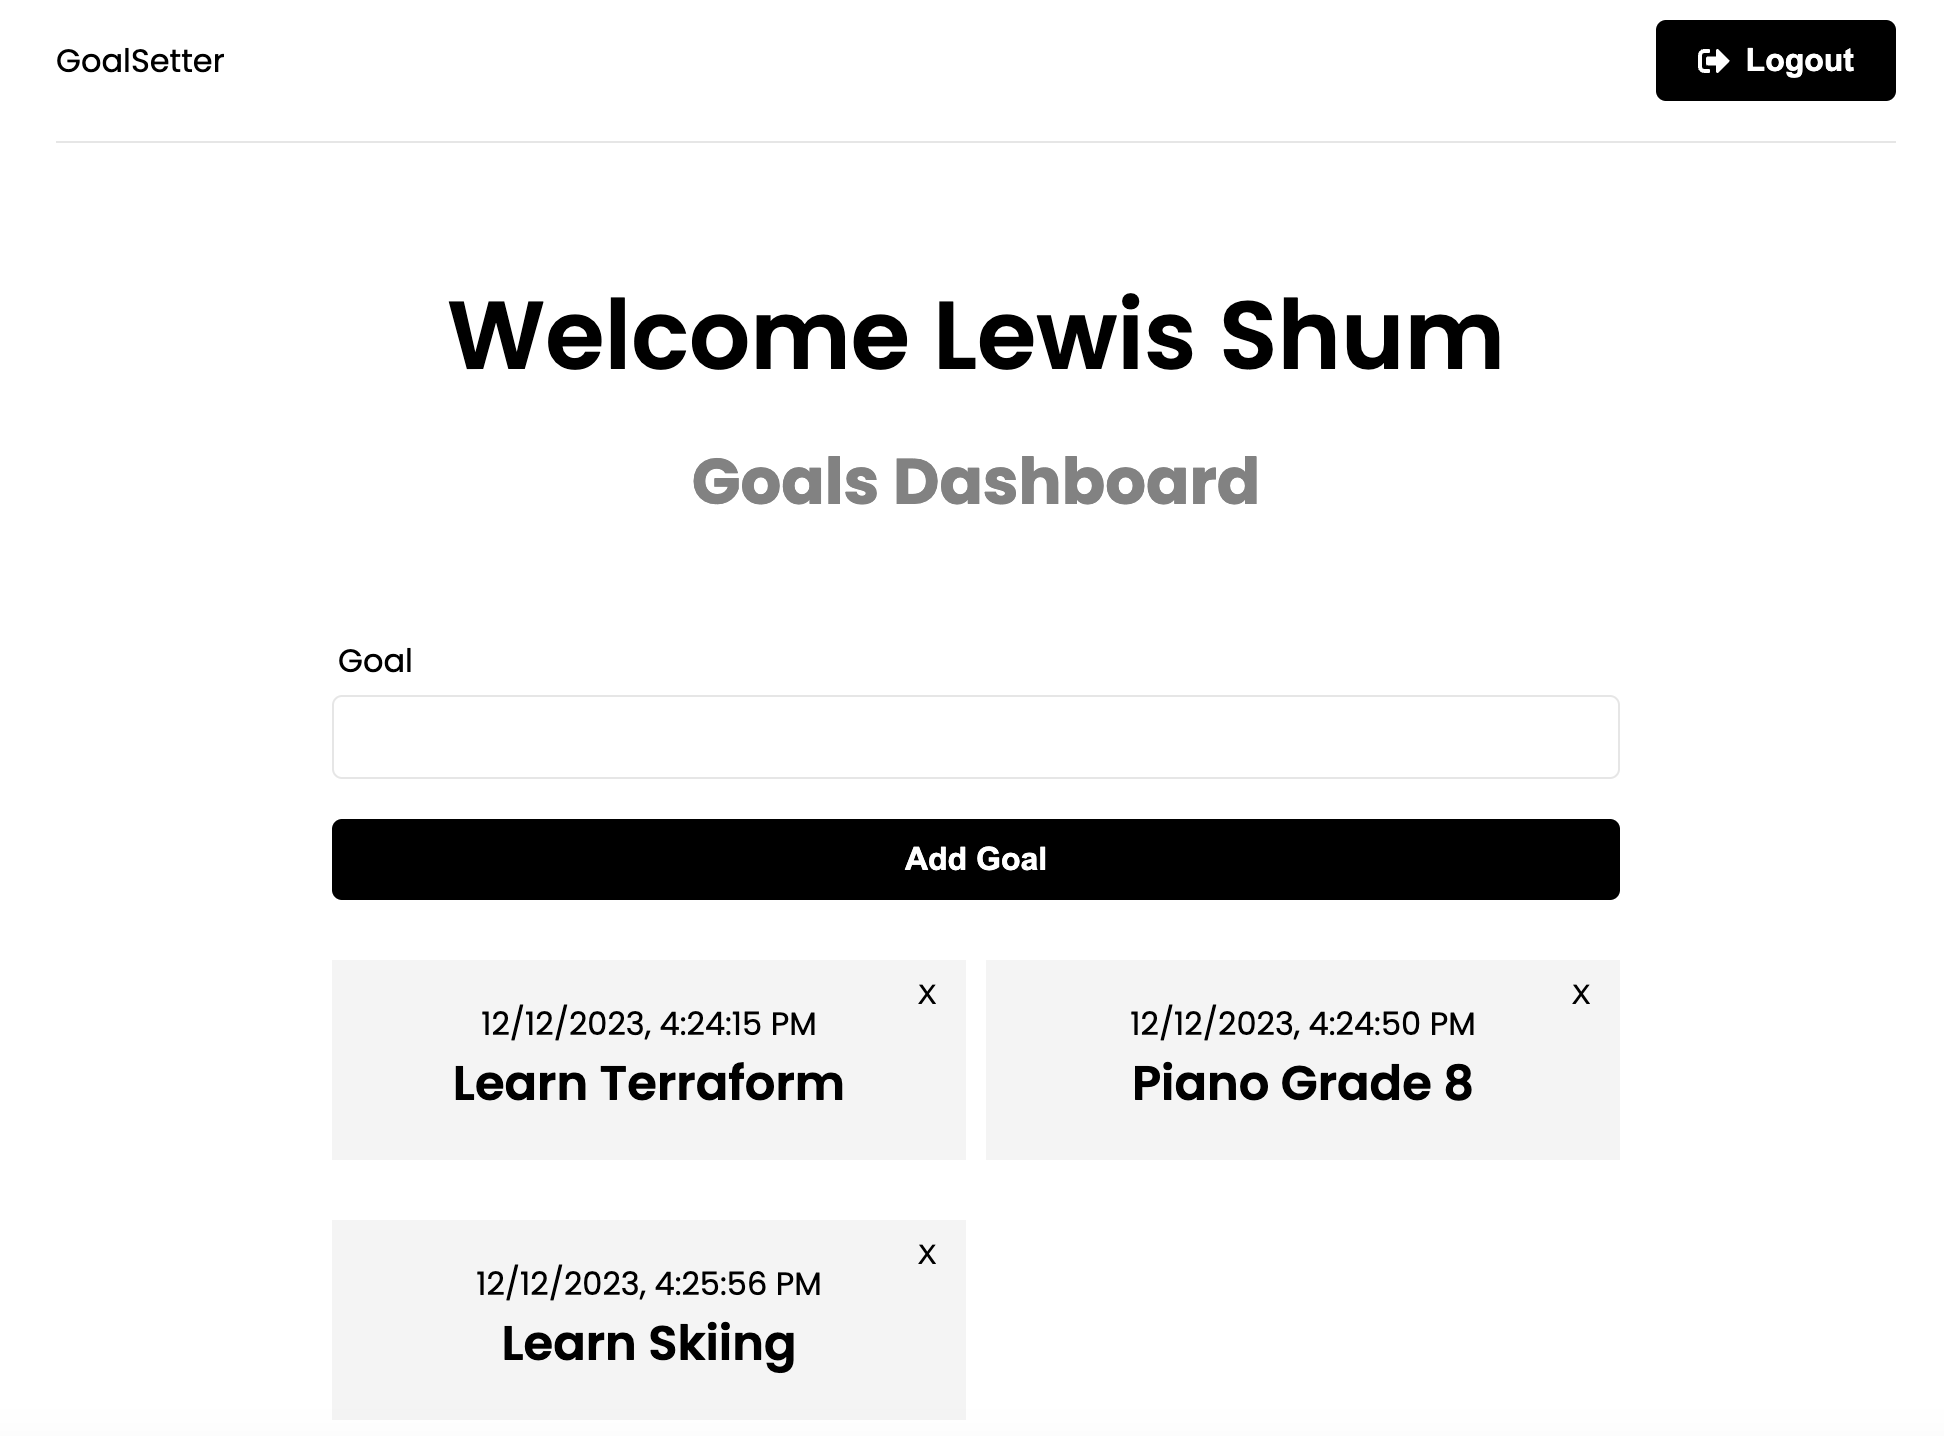 GoalSetter
Logout
Welcome Lewis Shum
Goals Dashboard
Goal
Add Goal
X
12/12/2023, 4:24:15 PM
Learn Terraform
X
12/12/2023, 4:24:50 PM
Piano Grade 8
X
12/12/2023, 4:25:56 PM
Learn Skiing